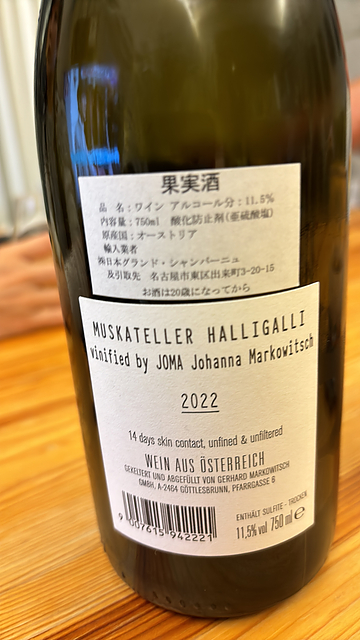 果実酒
品 名：ワイン アルコール分：11.5%
内容量：750ml 酸化防止剤(亜硫酸塩)
原産国：オーストリア
輸入業者
㈱日本グランド・シャンパーニュ
及引取先 名古屋市東区出来町3-20-15
お酒は20歳になってから
MUSKATELLER HALLIGALLI
winified by JOMA Johanna Markowitsch
2022
14 days skin contact, unfined & unfiltered
WEIN AUS ÖSTERREICH
GEKELTERT UND ABGEFÜLLT VON GERHARD MARKOWITSCH
GMBH, A-2464 GÖTTLESBRUNN, PFARRGASSE 6
ENTHÄLT SULFITE - TROCKEN
11,5% vol 750 ml e
9 007615 942221